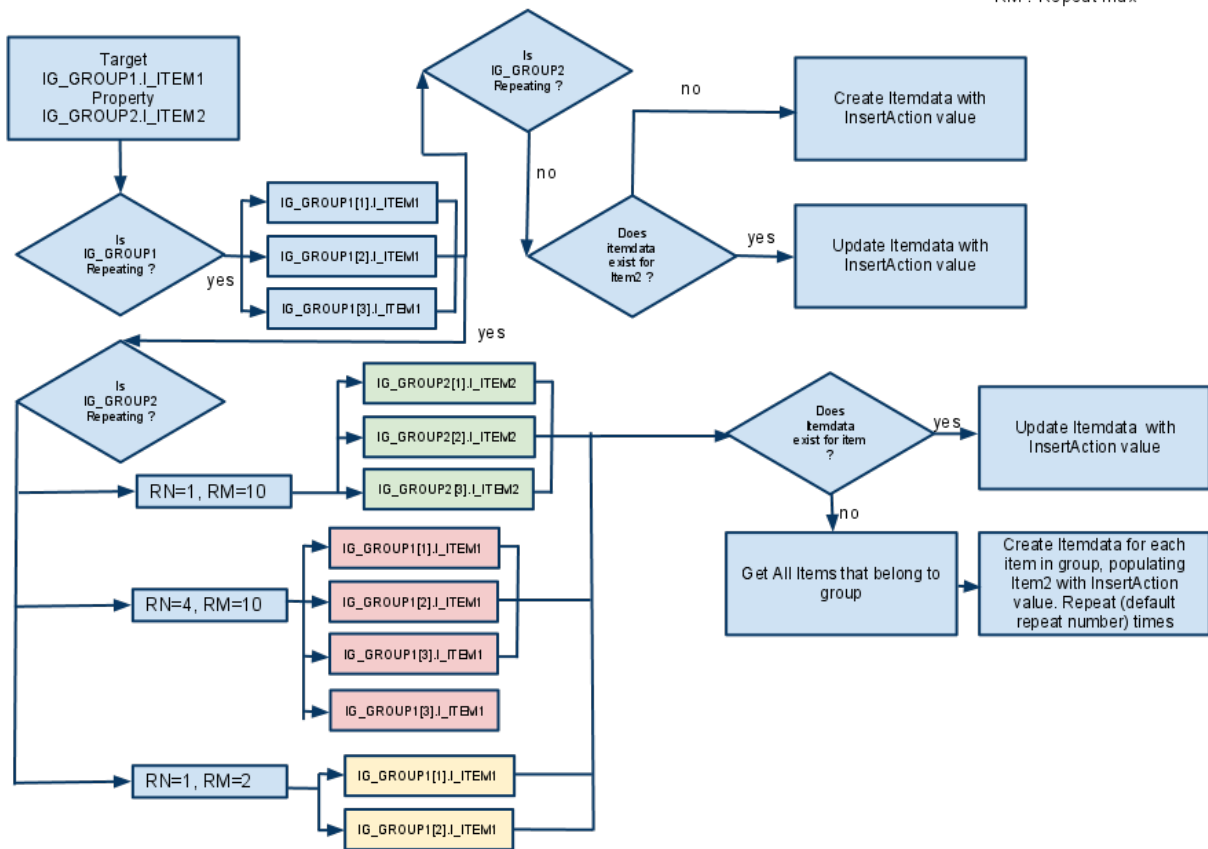 RM : Repeat max
Target
IG_GROUP1.I_ITEM1
Property
IG_GROUP2.I_ITEM2
Is
IG_GROUP2
Repeating ?
no
Create Itemdata with
InsertAction value
no
Is
IG_GROUP1
Repeating ?
yes
IG_GROUP1[1].I_ITEM1
IG_GROUP1[2].I_ITEM1
IG_GROUP1[3].I_ITEM1
Does
itemdata
exist for
Item2 ?
yes
Update Itemdata with
InsertAction value
yes
Is
IG_GROUP2
Repeating ?
RN=1, RM=10
IG_GROUP2[1].I_ITEM2
IG_GROUP2[2].I_ITEM2
IG_GROUP2[3].I_ITEM2
Does
Itemdata
exist for item
?
yes
Update Itemdata with
InsertAction value
no
Get All Items that belong to
group
Create Itemdata for each
item in group, populating
Item2 with InsertAction
value. Repeat (default
repeat number) times
RN=4, RM=10
IG_GROUP1[1].I_ITEM1
IG_GROUP1[2].I_ITEM1
IG_GROUP1[3].I_ITEM1
IG_GROUP1[3].I_ITEM1
RN=1, RM=2
IG_GROUP1[1].I_ITEM1
IG_GROUP1[2].I_ITEM1